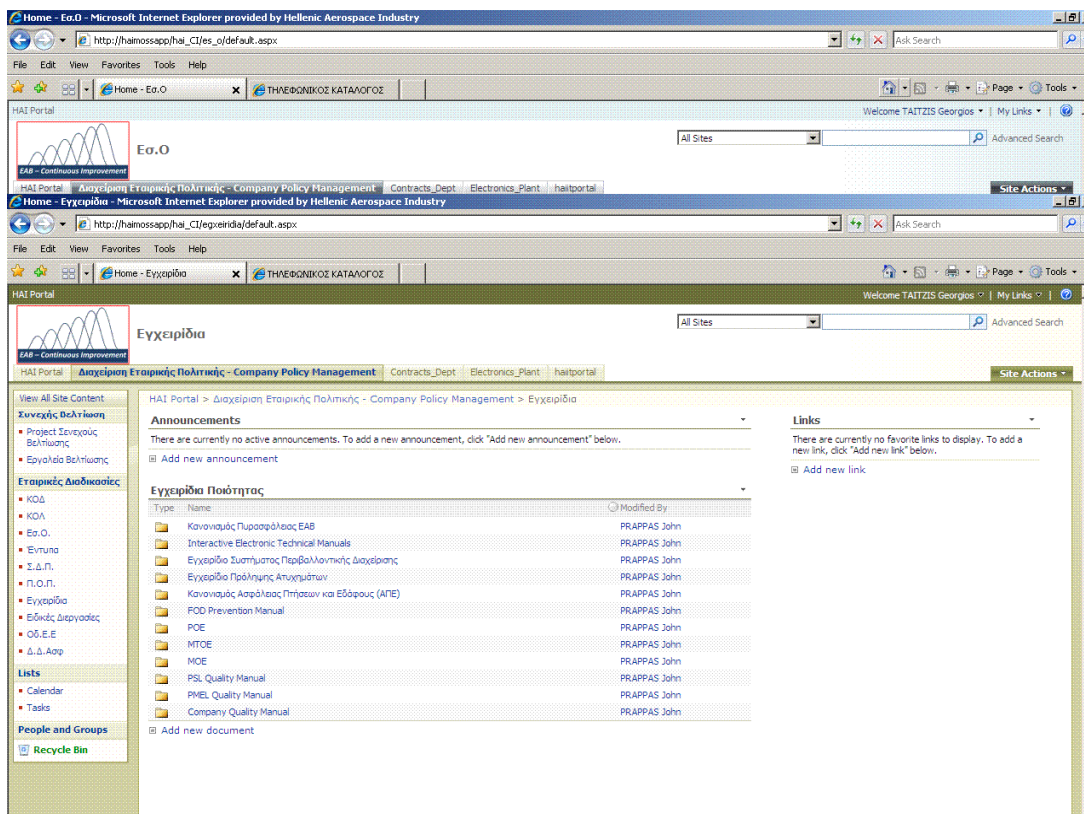 Home - Εσ.Ο - Microsoft Internet Explorer provided by Hellenic Aerospace Industry
http://haimossapp/hai_CI/es_o/default.aspx
Ask Search
File Edit View Favorites Tools Help
Home - Εσ.Ο ΤΗΛΕΦΩΝΙΚΟΣ ΚΑΤΑΛΟΓΟΣ Page Tools
HAI Portal Welcome TAITZIS Georgios | My Links |
EAB – Continuous Improvement
Εσ.Ο
All Sites Advanced Search
HAI Portal Διαχείριση Εταιρικής Πολιτικής - Company Policy Management Contracts_Dept Electronics_Plant haiitportal Site Actions
Home - Εγχειρίδια - Microsoft Internet Explorer provided by Hellenic Aerospace Industry
http://haimossapp/hai_CI/egxeiridia/default.aspx
Ask Search
File Edit View Favorites Tools Help
Home - Εγχειρίδια ΤΗΛΕΦΩΝΙΚΟΣ ΚΑΤΑΛΟΓΟΣ Page Tools
HAI Portal Welcome TAITZIS Georgios | My Links |
EAB – Continuous Improvement
Εγχειρίδια
All Sites Advanced Search
HAI Portal Διαχείριση Εταιρικής Πολιτικής - Company Policy Management Contracts_Dept Electronics_Plant haiitportal Site Actions
View All Site Content
Συνεχής Βελτίωση
Project Συνεχούς
Βελτίωσης
Εργαλεία Βελτίωσης
Εταιρικές Διαδικασίες
ΚΟΔ
ΚΟΛ
Εσ.Ο.
Έντυπα
Σ.Δ.Π.
Π.Ο.Π.
Εγχειρίδια
Ειδικές Διεργασίες
Οδ.Ε.Ε
Δ.Δ.Ασφ
Lists
Calendar
Tasks
People and Groups
Recycle Bin
HAI Portal > Διαχείριση Εταιρικής Πολιτικής - Company Policy Management > Εγχειρίδια
Announcements
There are currently no active announcements. To add a new announcement, click "Add new announcement" below.
Add new announcement
Εγχειρίδια Ποιότητας
Type Name Modified By
Κανονισμός Πυρασφάλειας ΕΑΒ PRAPPAS John
Interactive Electronic Technical Manuals PRAPPAS John
Εγχειρίδιο Συστήματος Περιβαλλοντικής Διαχείρισης PRAPPAS John
Εγχειρίδιο Πρόληψης Ατυχημάτων PRAPPAS John
Κανονισμός Ασφάλειας Πτήσεων και Εδάφους (ΑΠΕ) PRAPPAS John
FOD Prevention Manual PRAPPAS John
POE PRAPPAS John
MTOE PRAPPAS John
MOE PRAPPAS John
PSL Quality Manual PRAPPAS John
PMEL Quality Manual PRAPPAS John
Company Quality Manual PRAPPAS John
Add new document
Links
There are currently no favorite links to display. To add a
new link, click "Add new link" below.
Add new link